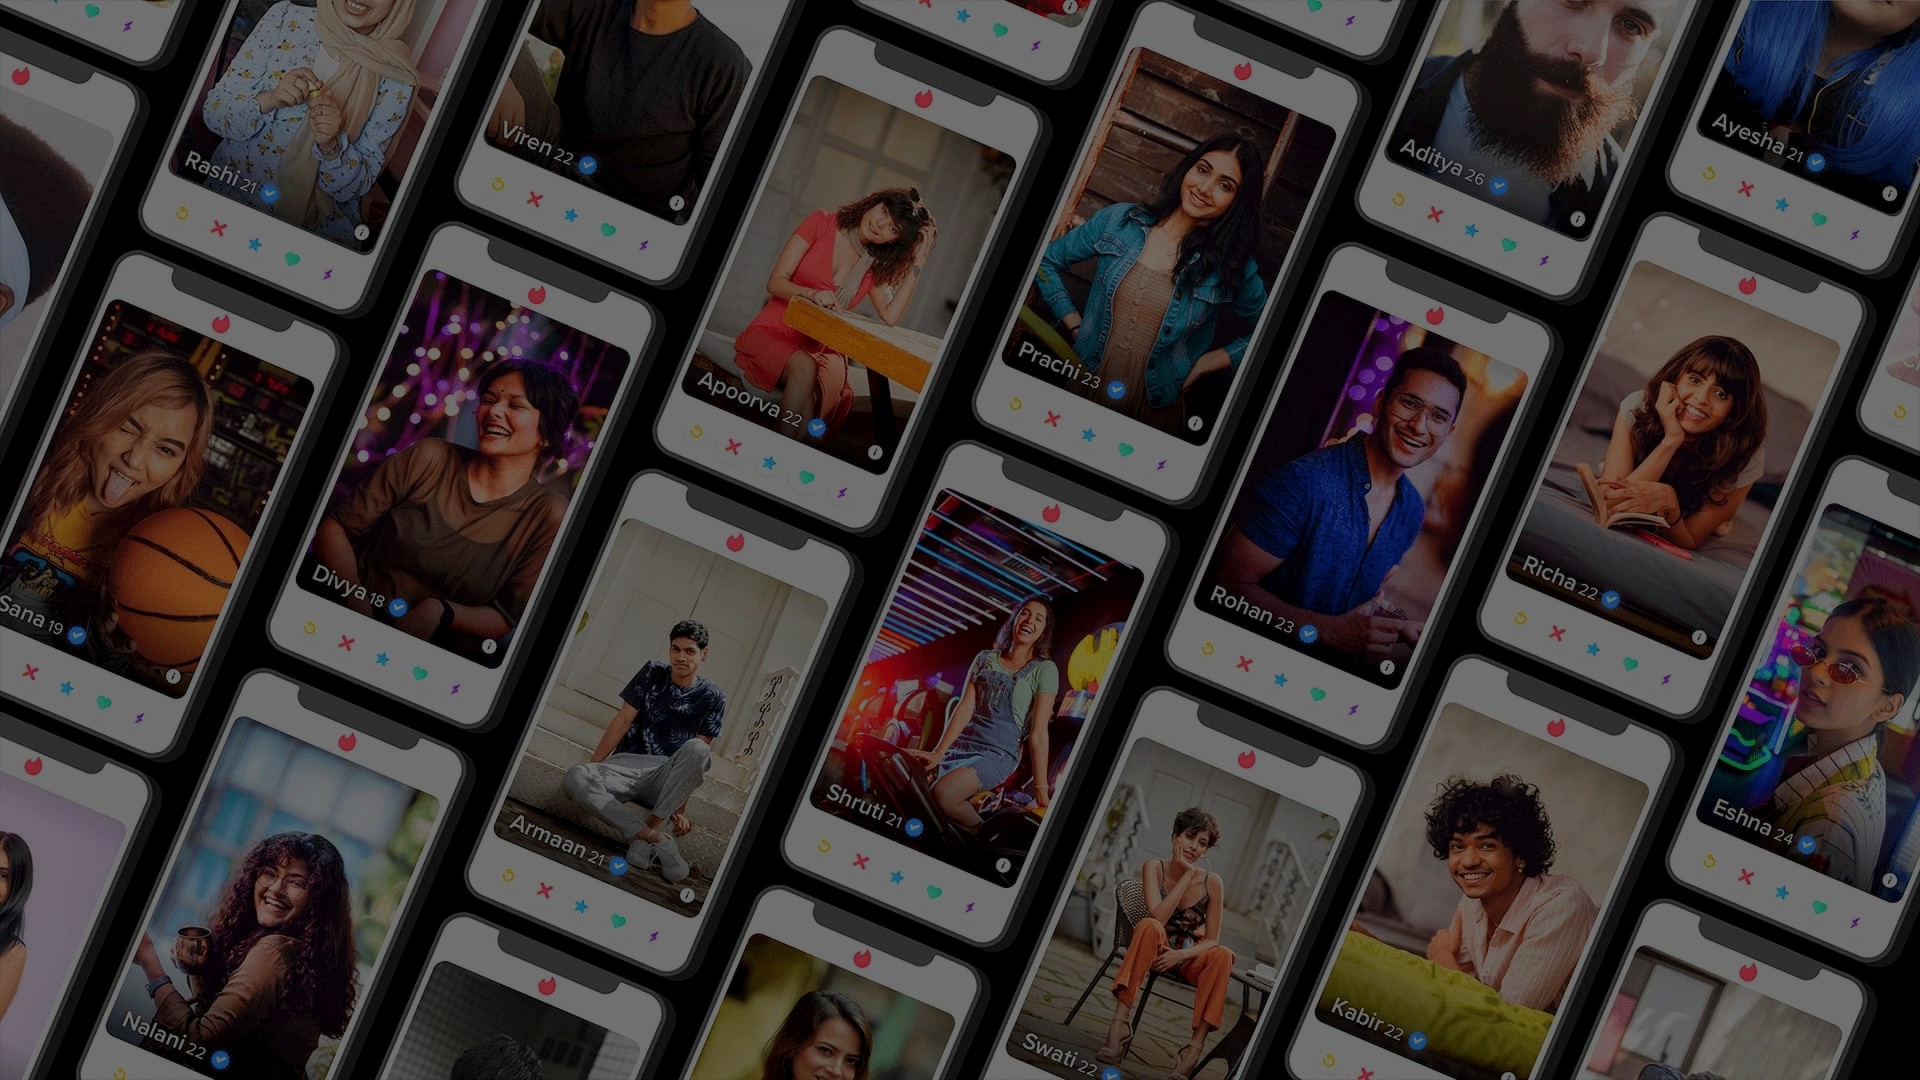 Rashi 21
Viren 22
Aditya 26
Ayesha 21
Apoorva 22
Prachi 23
Sana 19
Divya 18
Rohan 23
Richa 22
Armaan 21
Shruti 21
Eshna 24
Nalani 22
Swati 22
Kabir 22